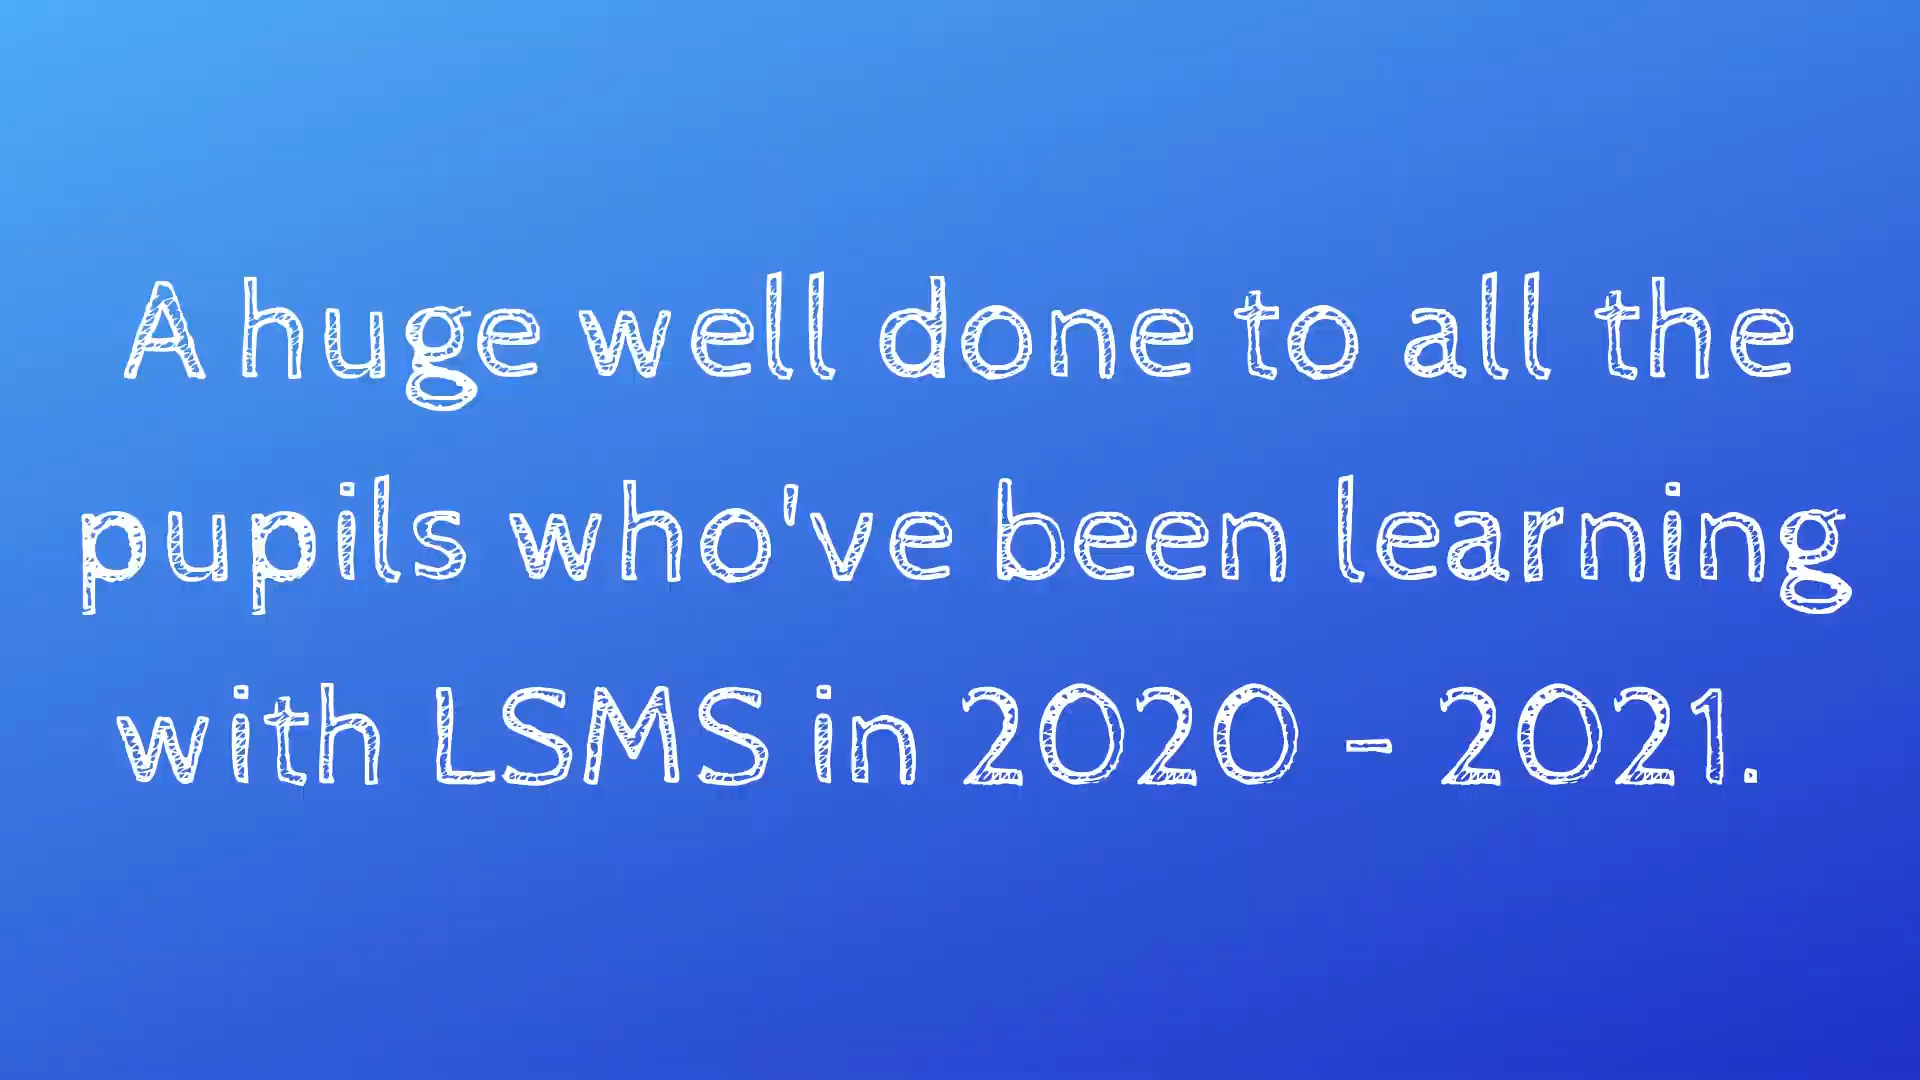 A huge well done to all the
pupils who've been learning
with LSMS in 2020 - 2021.